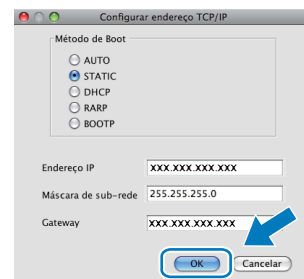 Configurar endereço TCP/IP
Método de Boot
AUTO
STATIC
DHCP
RARP
BOOTP
Endereço IP XXX.XXX.XXX.XXX
Máscara de sub-rede 255.255.255.0
Gateway XXX.XXX.XXX.XXX
OK Cancelar